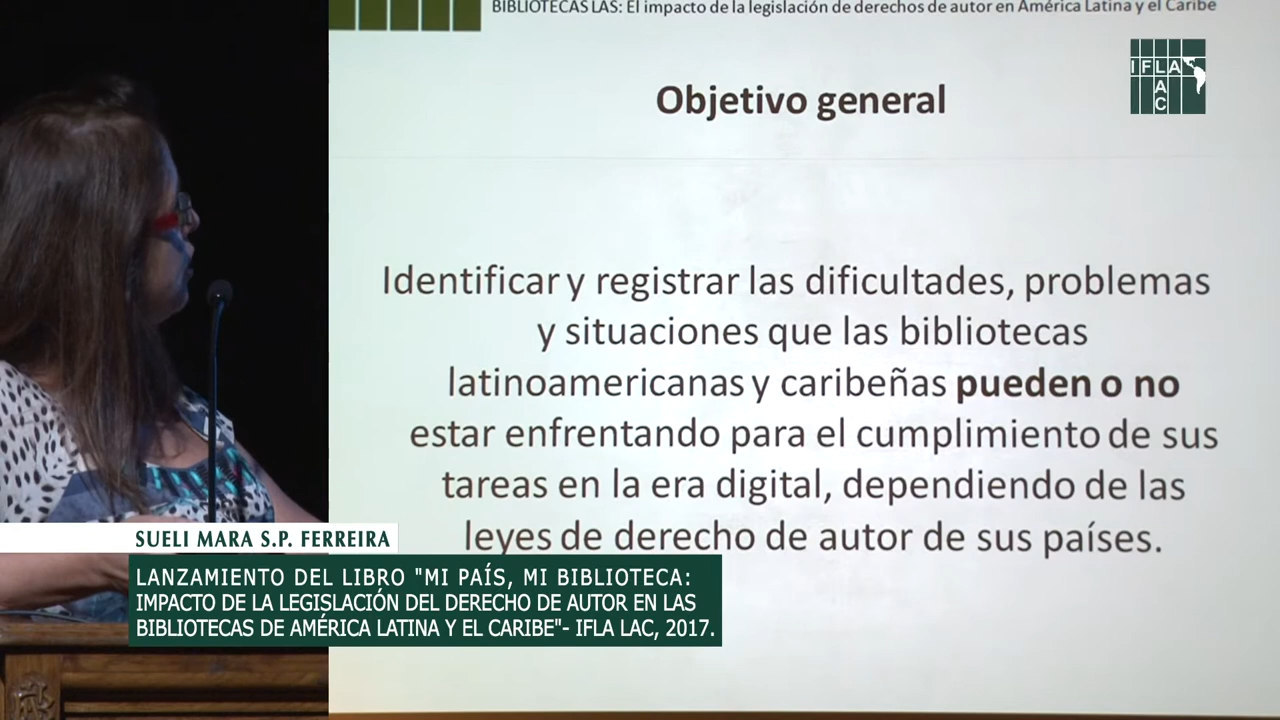 BIBLIOTECAS LAS: El impacto de la legislación de derechos de autor en América Latina y el Caribe
IFLA
LAC
Objetivo general
Identificar y registrar las dificultades, problemas
y situaciones que las bibliotecas
latinoamericanas y caribeñas pueden o no
estar enfrentando para el cumplimiento de sus
tareas en la era digital, dependiendo de las
leyes de derecho de autor de sus países.
SUELI MARA S.P. FERREIRA
LANZAMIENTO DEL LIBRO "MI PAÍS, MI BIBLIOTECA:
IMPACTO DE LA LEGISLACIÓN DEL DERECHO DE AUTOR EN LAS
BIBLIOTECAS DE AMÉRICA LATINA Y EL CARIBE"- IFLA LAC, 2017.